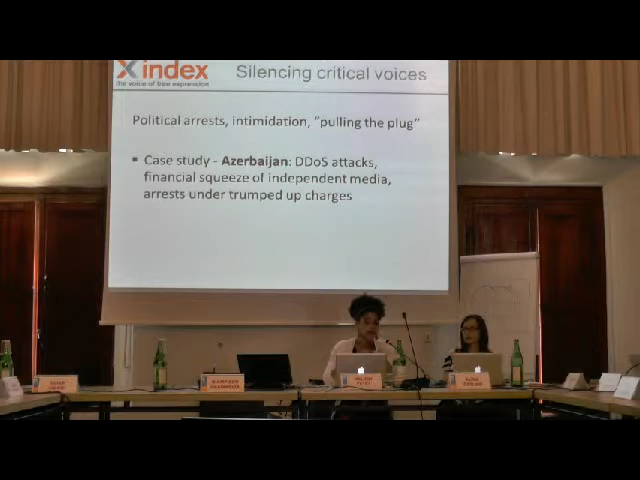 X index
the voice of free expression
Silencing critical voices
Political arrests, intimidation, "pulling the plug"
▪ Case study - Azerbaijan: DDoS attacks,
financial squeeze of independent media,
arrests under trumped up charges